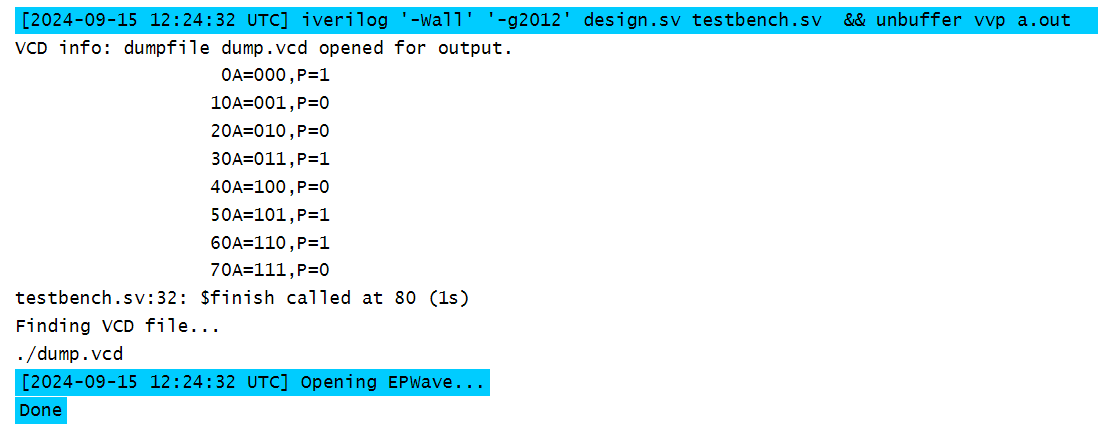 [2024-09-15 12:24:32 UTC] iverilog '-Wall' '-g2012' design.sv testbench.sv  && unbuffer vvp a.out
VCD info: dumpfile dump.vcd opened for output.
                   0A=000,P=1
                  10A=001,P=0
                  20A=010,P=0
                  30A=011,P=1
                  40A=100,P=0
                  50A=101,P=1
                  60A=110,P=1
                  70A=111,P=0
testbench.sv:32: $finish called at 80 (1s)
Finding VCD file...
./dump.vcd
[2024-09-15 12:24:32 UTC] Opening EPWave...
Done